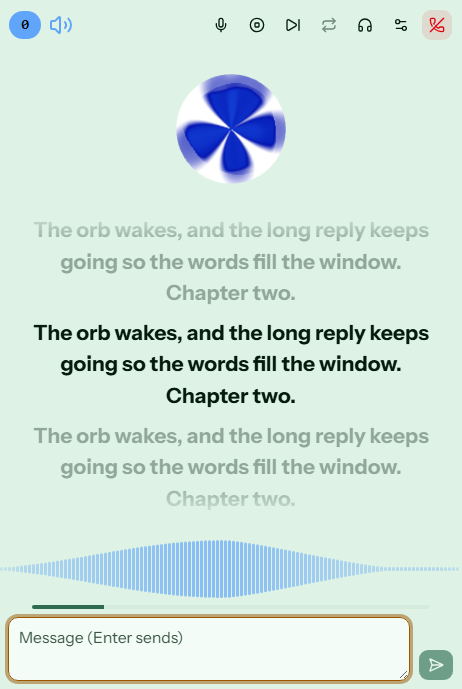 0
The orb wakes, and the long reply keeps
going so the words fill the window.
Chapter two.
The orb wakes, and the long reply keeps
going so the words fill the window.
Chapter two.
The orb wakes, and the long reply keeps
going so the words fill the window.
Chapter two.
Message (Enter sends)